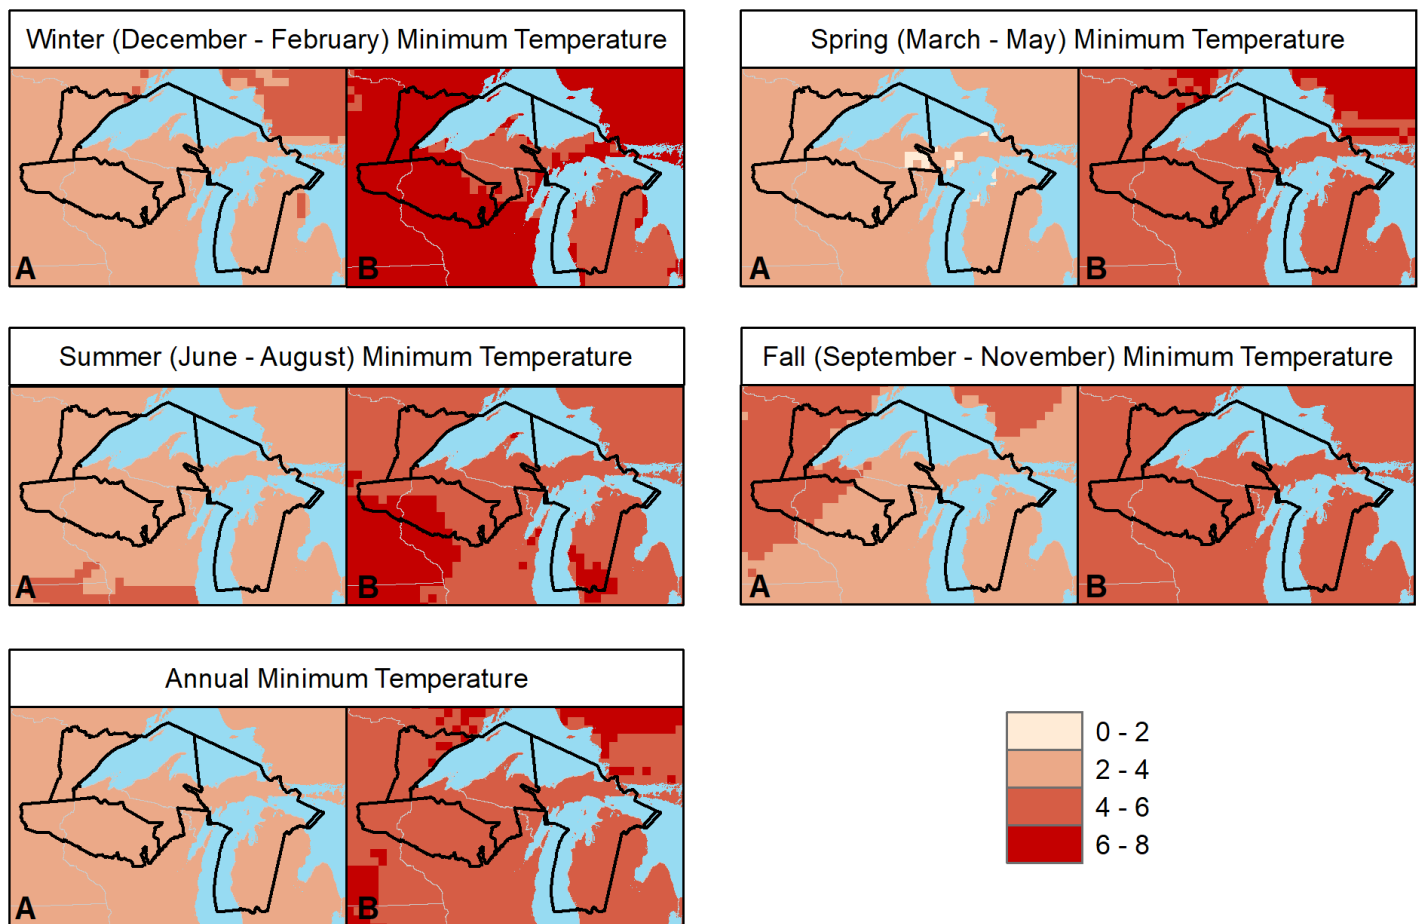 Winter (December - February) Minimum Temperature
A
B
Spring (March - May) Minimum Temperature
A
B
Summer (June - August) Minimum Temperature
A
B
Fall (September - November) Minimum Temperature
A
B
Annual Minimum Temperature
A
B
0 - 2
2 - 4
4 - 6
6 - 8